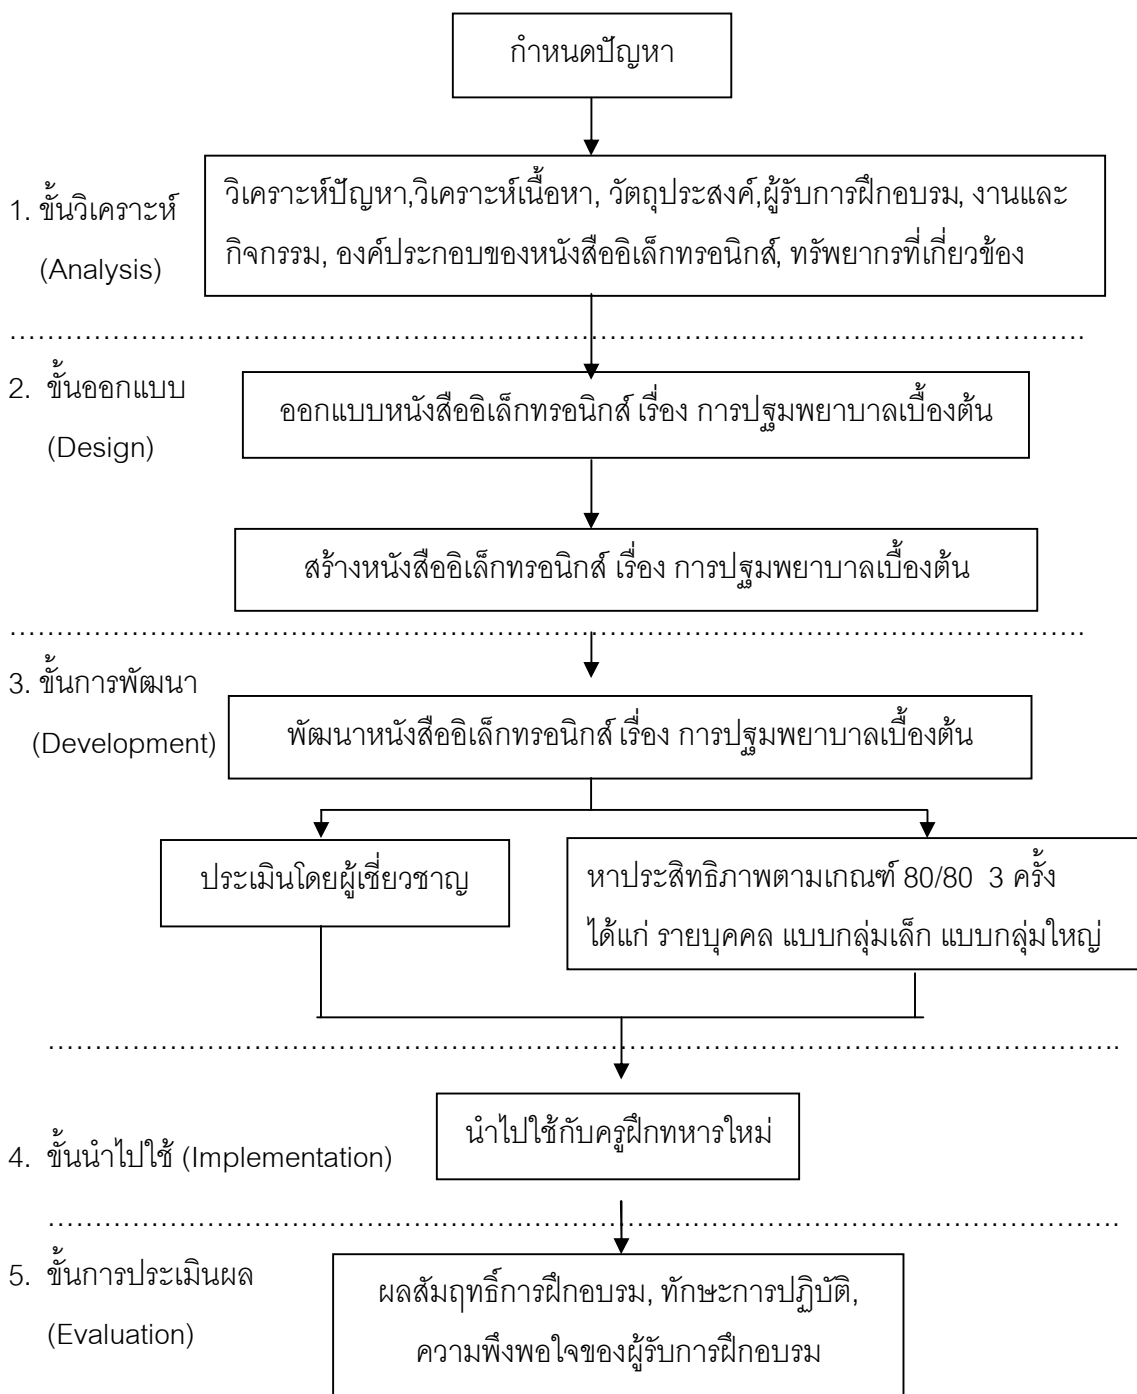 กำหนดปัญหา
1. ขั้นวิเคราะห์
(Analysis)
วิเคราะห์ปัญหา,วิเคราะห์เนื้อหา, วัตถุประสงค์,ผู้รับการฝึกอบรม, งานและ
กิจกรรม, องค์ประกอบของหนังสืออิเล็กทรอนิกส์, ทรัพยากรที่เกี่ยวข้อง
2. ขั้นออกแบบ
(Design)
ออกแบบหนังสืออิเล็กทรอนิกส์ เรื่อง การปฐมพยาบาลเบื้องต้น
สร้างหนังสืออิเล็กทรอนิกส์ เรื่อง การปฐมพยาบาลเบื้องต้น
3. ขั้นการพัฒนา
(Development)
พัฒนาหนังสืออิเล็กทรอนิกส์ เรื่อง การปฐมพยาบาลเบื้องต้น
ประเมินโดยผู้เชี่ยวชาญ
หาประสิทธิภาพตามเกณฑ์ 80/80 3 ครั้ง
ได้แก่ รายบุคคล แบบกลุ่มเล็ก แบบกลุ่มใหญ่
4. ขั้นนำไปใช้ (Implementation)
นำไปใช้กับครูฝึกทหารใหม่
5. ขั้นการประเมินผล
(Evaluation)
ผลสัมฤทธิ์การฝึกอบรม, ทักษะการปฏิบัติ,
ความพึงพอใจของผู้รับการฝึกอบรม